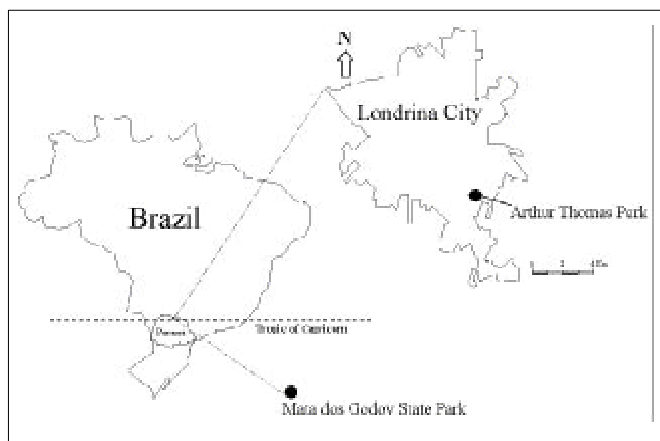 N
Londrina City
Brazil
Arthur Thomas Park
Tropic of Capricorn
Mata dos Godoy State Park